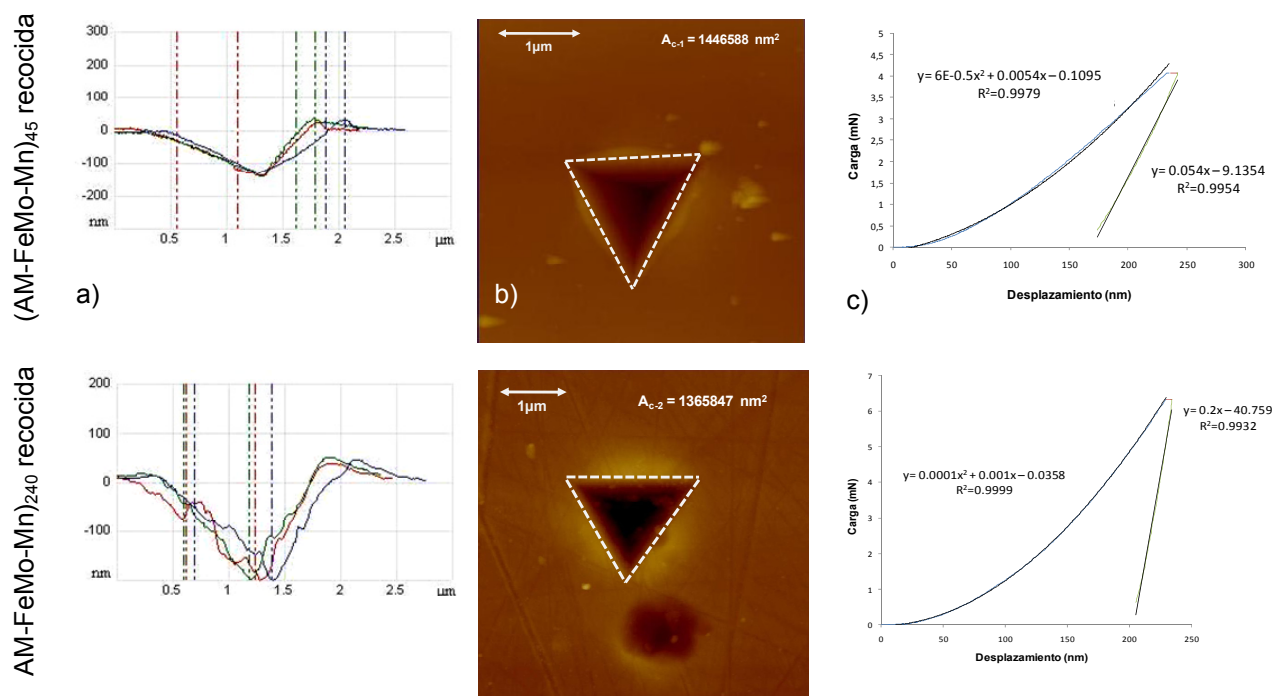 (AM-FeMo-Mn)45 recocida
300
200
100
0
-100
-200
nm
0.5
1.0
1.5
2.0
2.5
µm
a)
1µm
Ac-1 = 1446588 nm²
b)
5
4,5
4
3,5
3
2,5
2
1,5
1
0,5
0
Carga (mN)
y= 6E-0.5x² + 0.0054x – 0.1095
R²=0.9979
y= 0.054x – 9.1354
R²=0.9954
0
50
100
150
200
250
300
Desplazamiento (nm)
c)
AM-FeMo-Mn)240 recocida
200
100
0
-100
nm
0.5
1.0
1.5
2.0
2.5
µm
1µm
Ac-2 = 1365847 nm²
7
6
5
4
3
2
1
0
Carga (mN)
y= 0.2x – 40.759
R²=0.9932
y= 0.0001x² + 0.001x – 0.0358
R²=0.9999
0
50
100
150
200
250
Desplazamiento (nm)